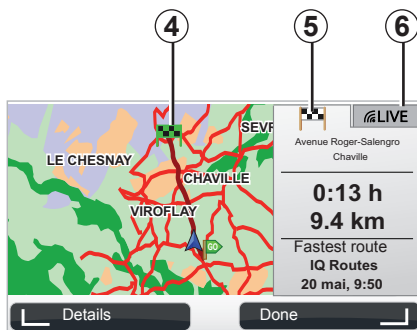 4 5 6
LIVE
SEVR
Avenue Roger-Salengro
Chaville
LE CHESNAY
CHAVILLE
0:13 h
VIROFLAY
9.4 km
GO
Fastest route
IQ Routes
20 mai, 9:50
Details Done